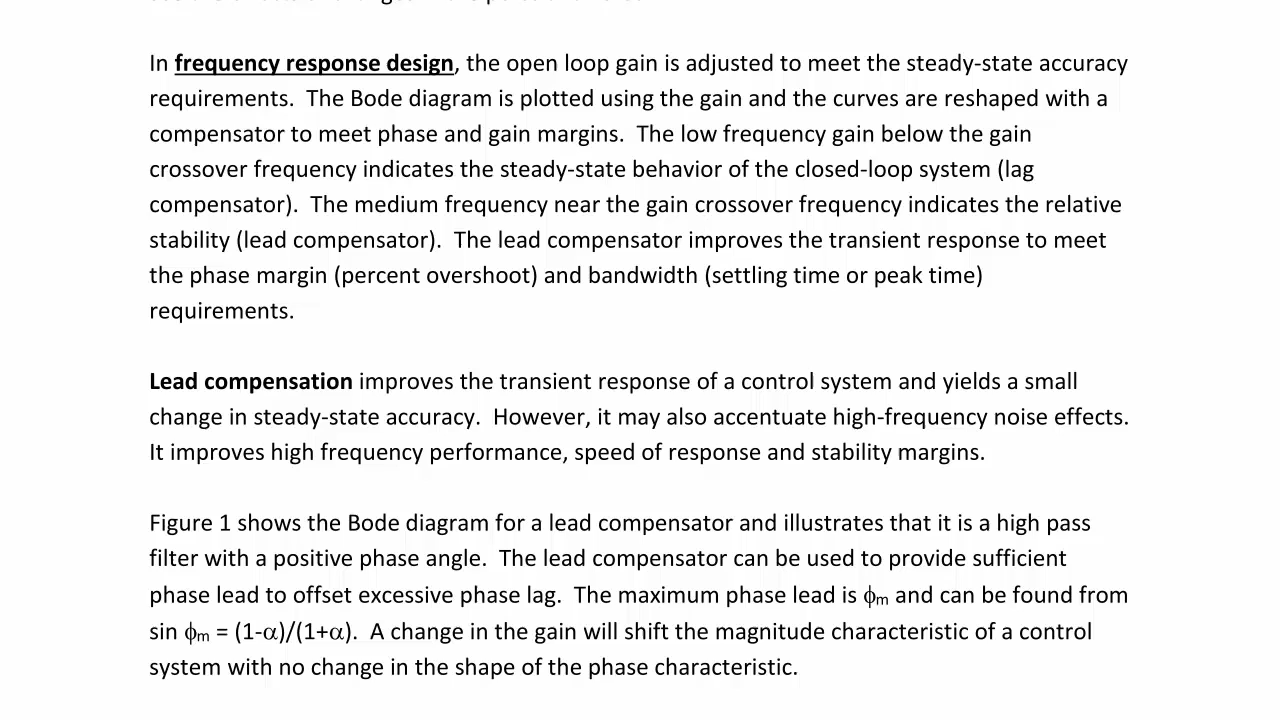 In frequency response design, the open loop gain is adjusted to meet the steady-state accuracy
requirements.  The Bode diagram is plotted using the gain and the curves are reshaped with a
compensator to meet phase and gain margins.  The low frequency gain below the gain
crossover frequency indicates the steady-state behavior of the closed-loop system (lag
compensator).  The medium frequency near the gain crossover frequency indicates the relative
stability (lead compensator).  The lead compensator improves the transient response to meet
the phase margin (percent overshoot) and bandwidth (settling time or peak time)
requirements.
Lead compensation improves the transient response of a control system and yields a small
change in steady-state accuracy.  However, it may also accentuate high-frequency noise effects.
It improves high frequency performance, speed of response and stability margins.
Figure 1 shows the Bode diagram for a lead compensator and illustrates that it is a high pass
filter with a positive phase angle.  The lead compensator can be used to provide sufficient
phase lead to offset excessive phase lag.  The maximum phase lead is ϕm and can be found from
sin ϕm = (1-α)/(1+α).  A change in the gain will shift the magnitude characteristic of a control
system with no change in the shape of the phase characteristic.